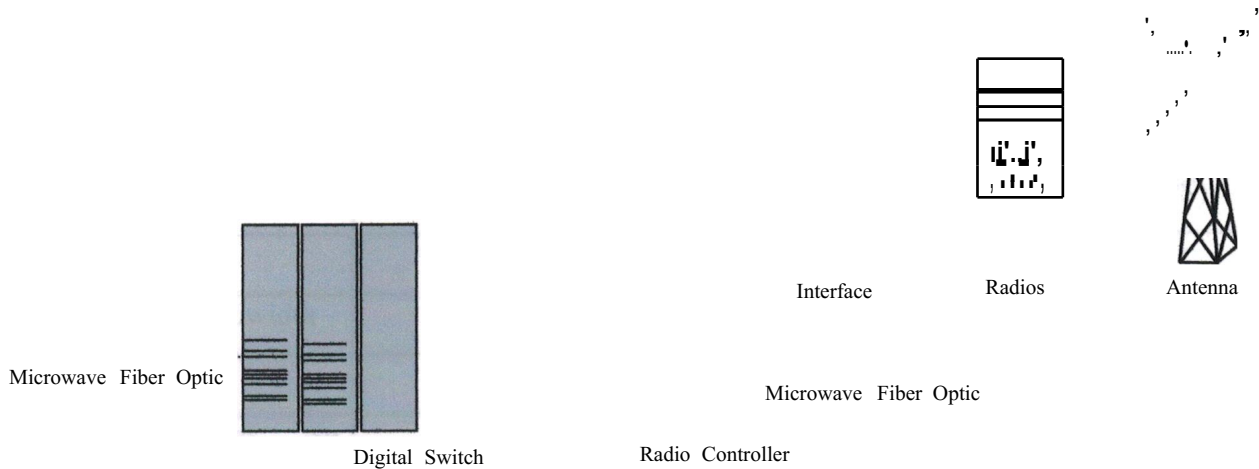 Interface
Radios
Antenna
Microwave Fiber Optic
Microwave Fiber Optic
Digital Switch
Radio Controller